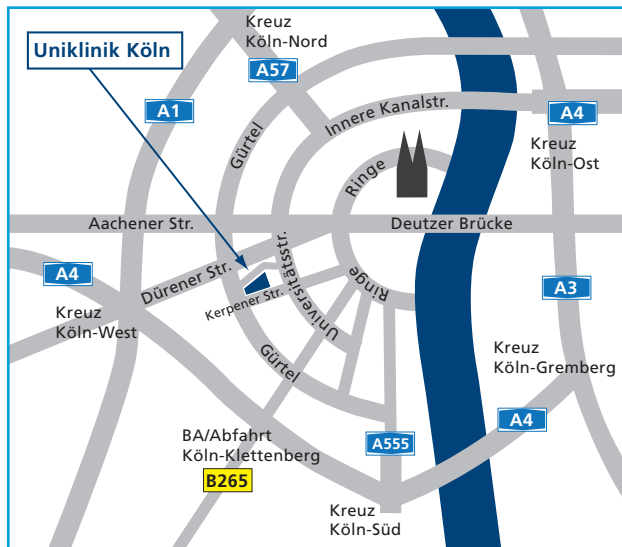 Kreuz
Köln-Nord
Uniklinik Köln
A57
A1
Innere Kanalstr.
A4
Gürtel
Kreuz
Köln-Ost
Ringe
Aachener Str.
Deutzer Brücke
Universitätsstr.
A4
Dürener Str.
Ringe
A3
Kerpener Str.
Kreuz
Köln-West
Kreuz
Köln-Gremberg
Gürtel
A4
BA/Abfahrt
Köln-Klettenberg
A555
B265
Kreuz
Köln-Süd